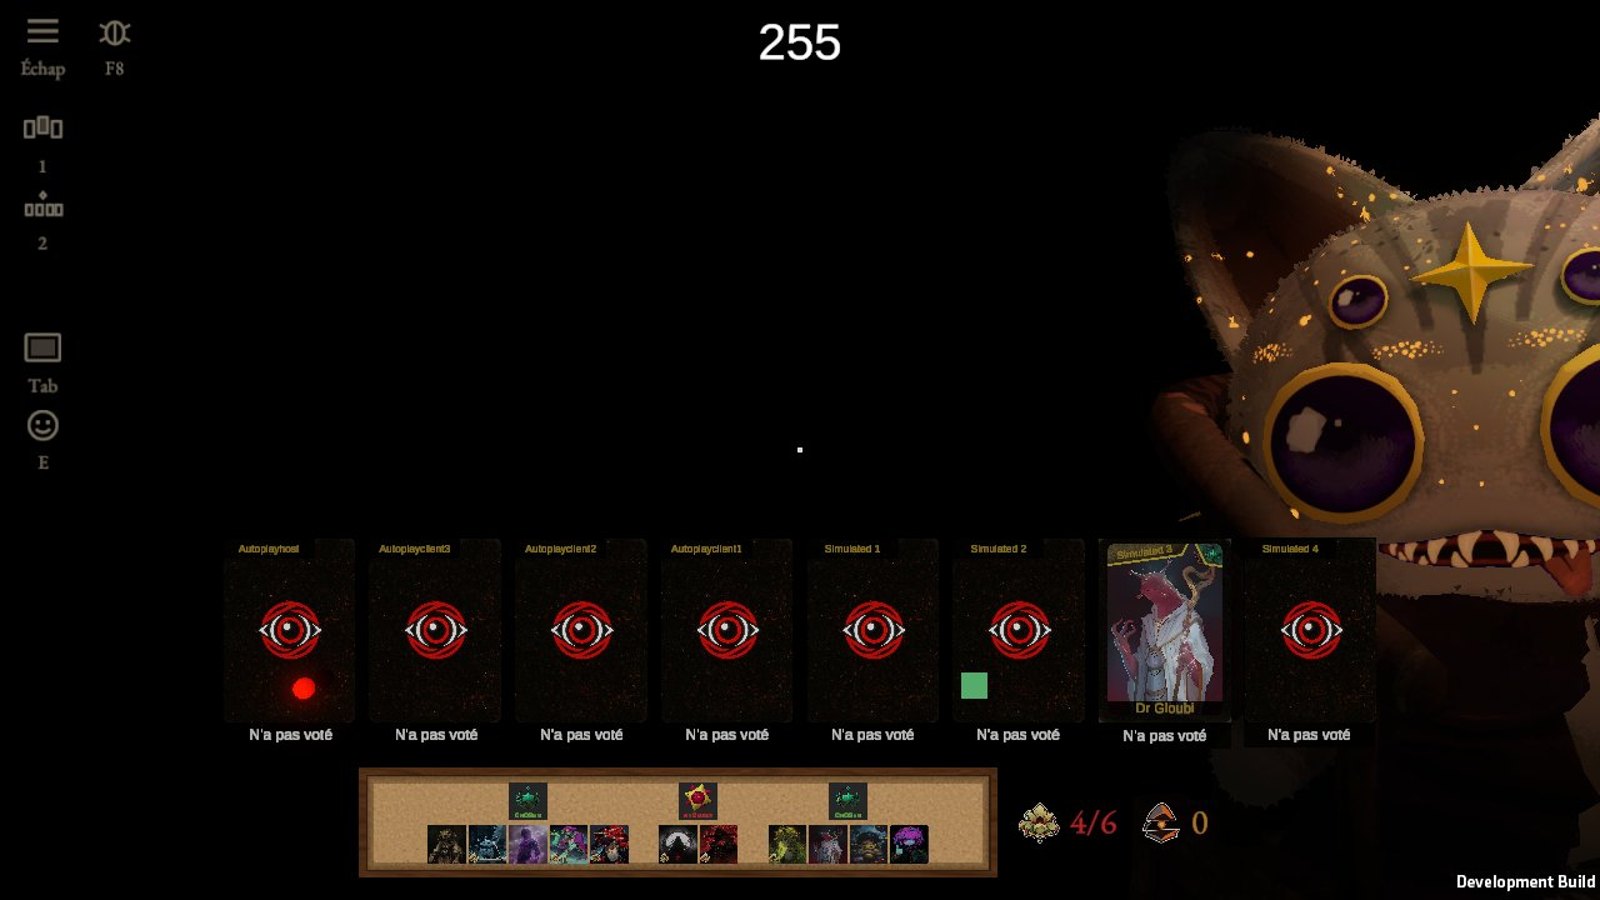 255
Échap
F8
1
2
Tab
E
Autoplayhost
Autoplayclient3
Autoplayclient2
Autoplayclient1
Simulated 1
Simulated 2
Simulated 3
Simulated 4
Dr Gloubi
N'a pas voté
N'a pas voté
N'a pas voté
N'a pas voté
N'a pas voté
N'a pas voté
N'a pas voté
N'a pas voté
4/6
0
Development Build